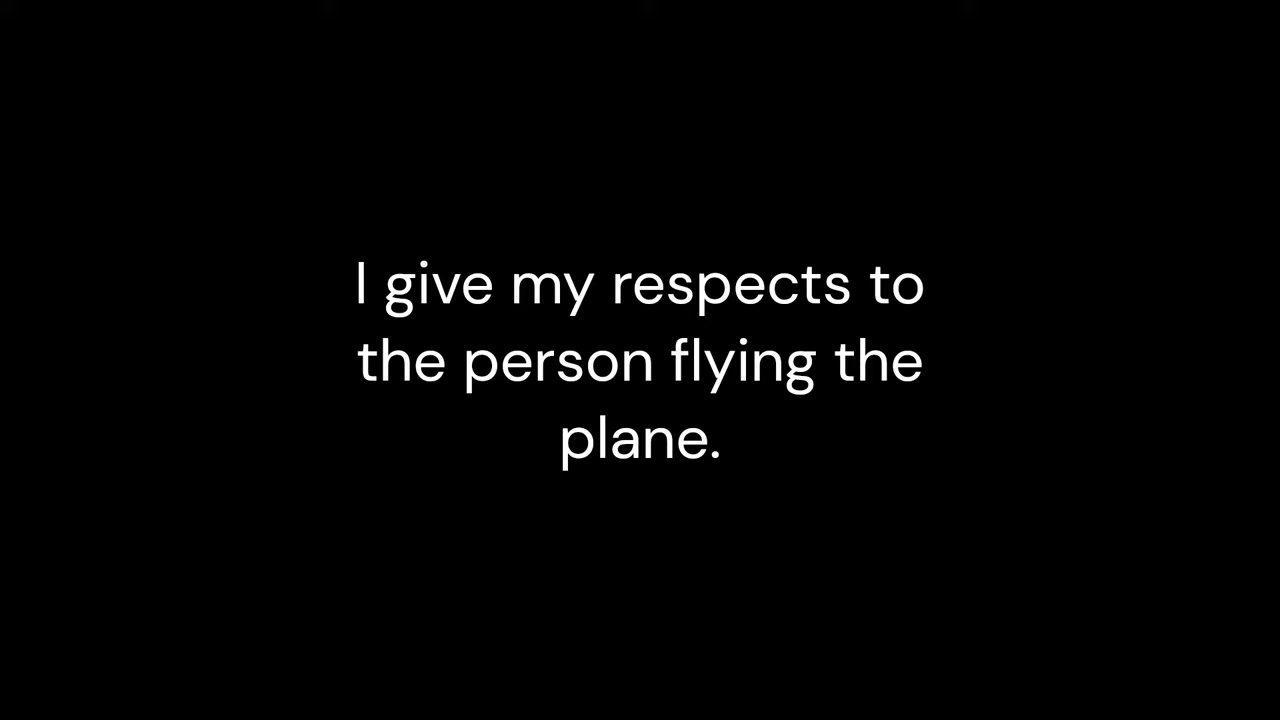 I give my respects to
the person flying the
plane.